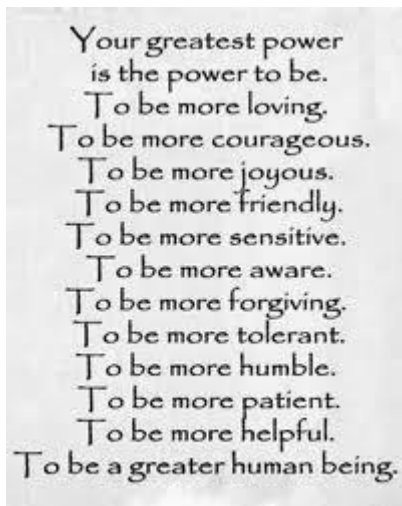 Your greatest power
is the power to be.
To be more loving.
To be more courageous.
To be more joyous.
To be more friendly.
To be more sensitive.
To be more aware.
To be more forgiving.
To be more tolerant.
To be more humble.
To be more patient.
To be more helpful.
To be a greater human being.